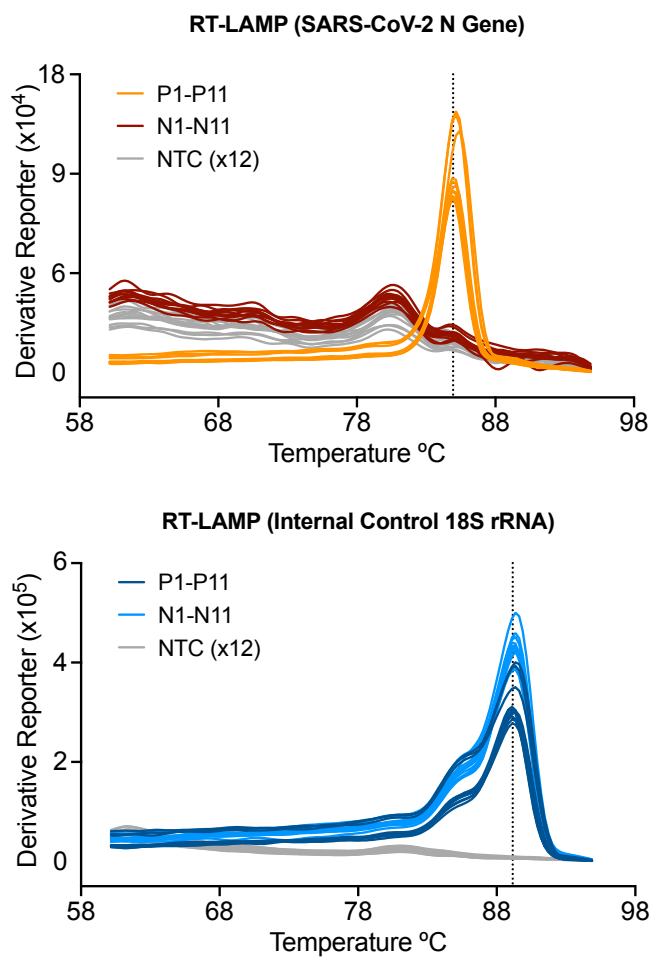 RT-LAMP (SARS-CoV-2 N Gene)
18
9
6
0
Derivative Reporter (x10⁴)
P1-P11
N1-N11
NTC (x12)
58 68 78 88 98
Temperature ºC
RT-LAMP (Internal Control 18S rRNA)
6
4
2
0
Derivative Reporter (x10⁵)
P1-P11
N1-N11
NTC (x12)
58 68 78 88 98
Temperature ºC